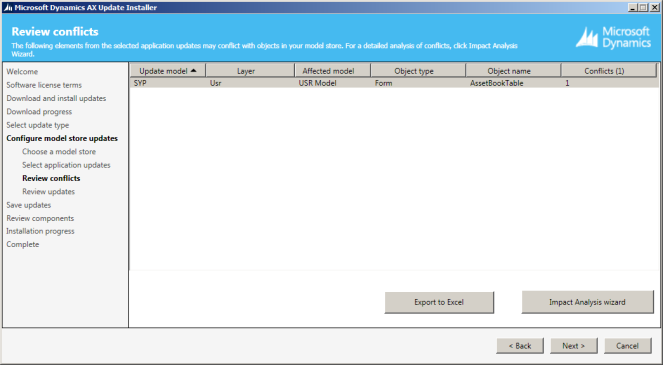 Microsoft Dynamics AX Update Installer
Review conflicts
The following elements from the selected application updates may conflict with objects in your model store. For a detailed analysis of conflicts, click Impact Analysis
Wizard.
Microsoft
Dynamics
Welcome
Software license terms
Download and install updates
Download progress
Select update type
Configure model store updates
Choose a model store
Select application updates
Review conflicts
Review updates
Save updates
Review components
Installation progress
Complete
Update model Layer Affected model Object type Object name Conflicts (1)
SYP Usr USR Model Form AssetBookTable 1
Export to Excel Impact Analysis wizard
< Back Next > Cancel